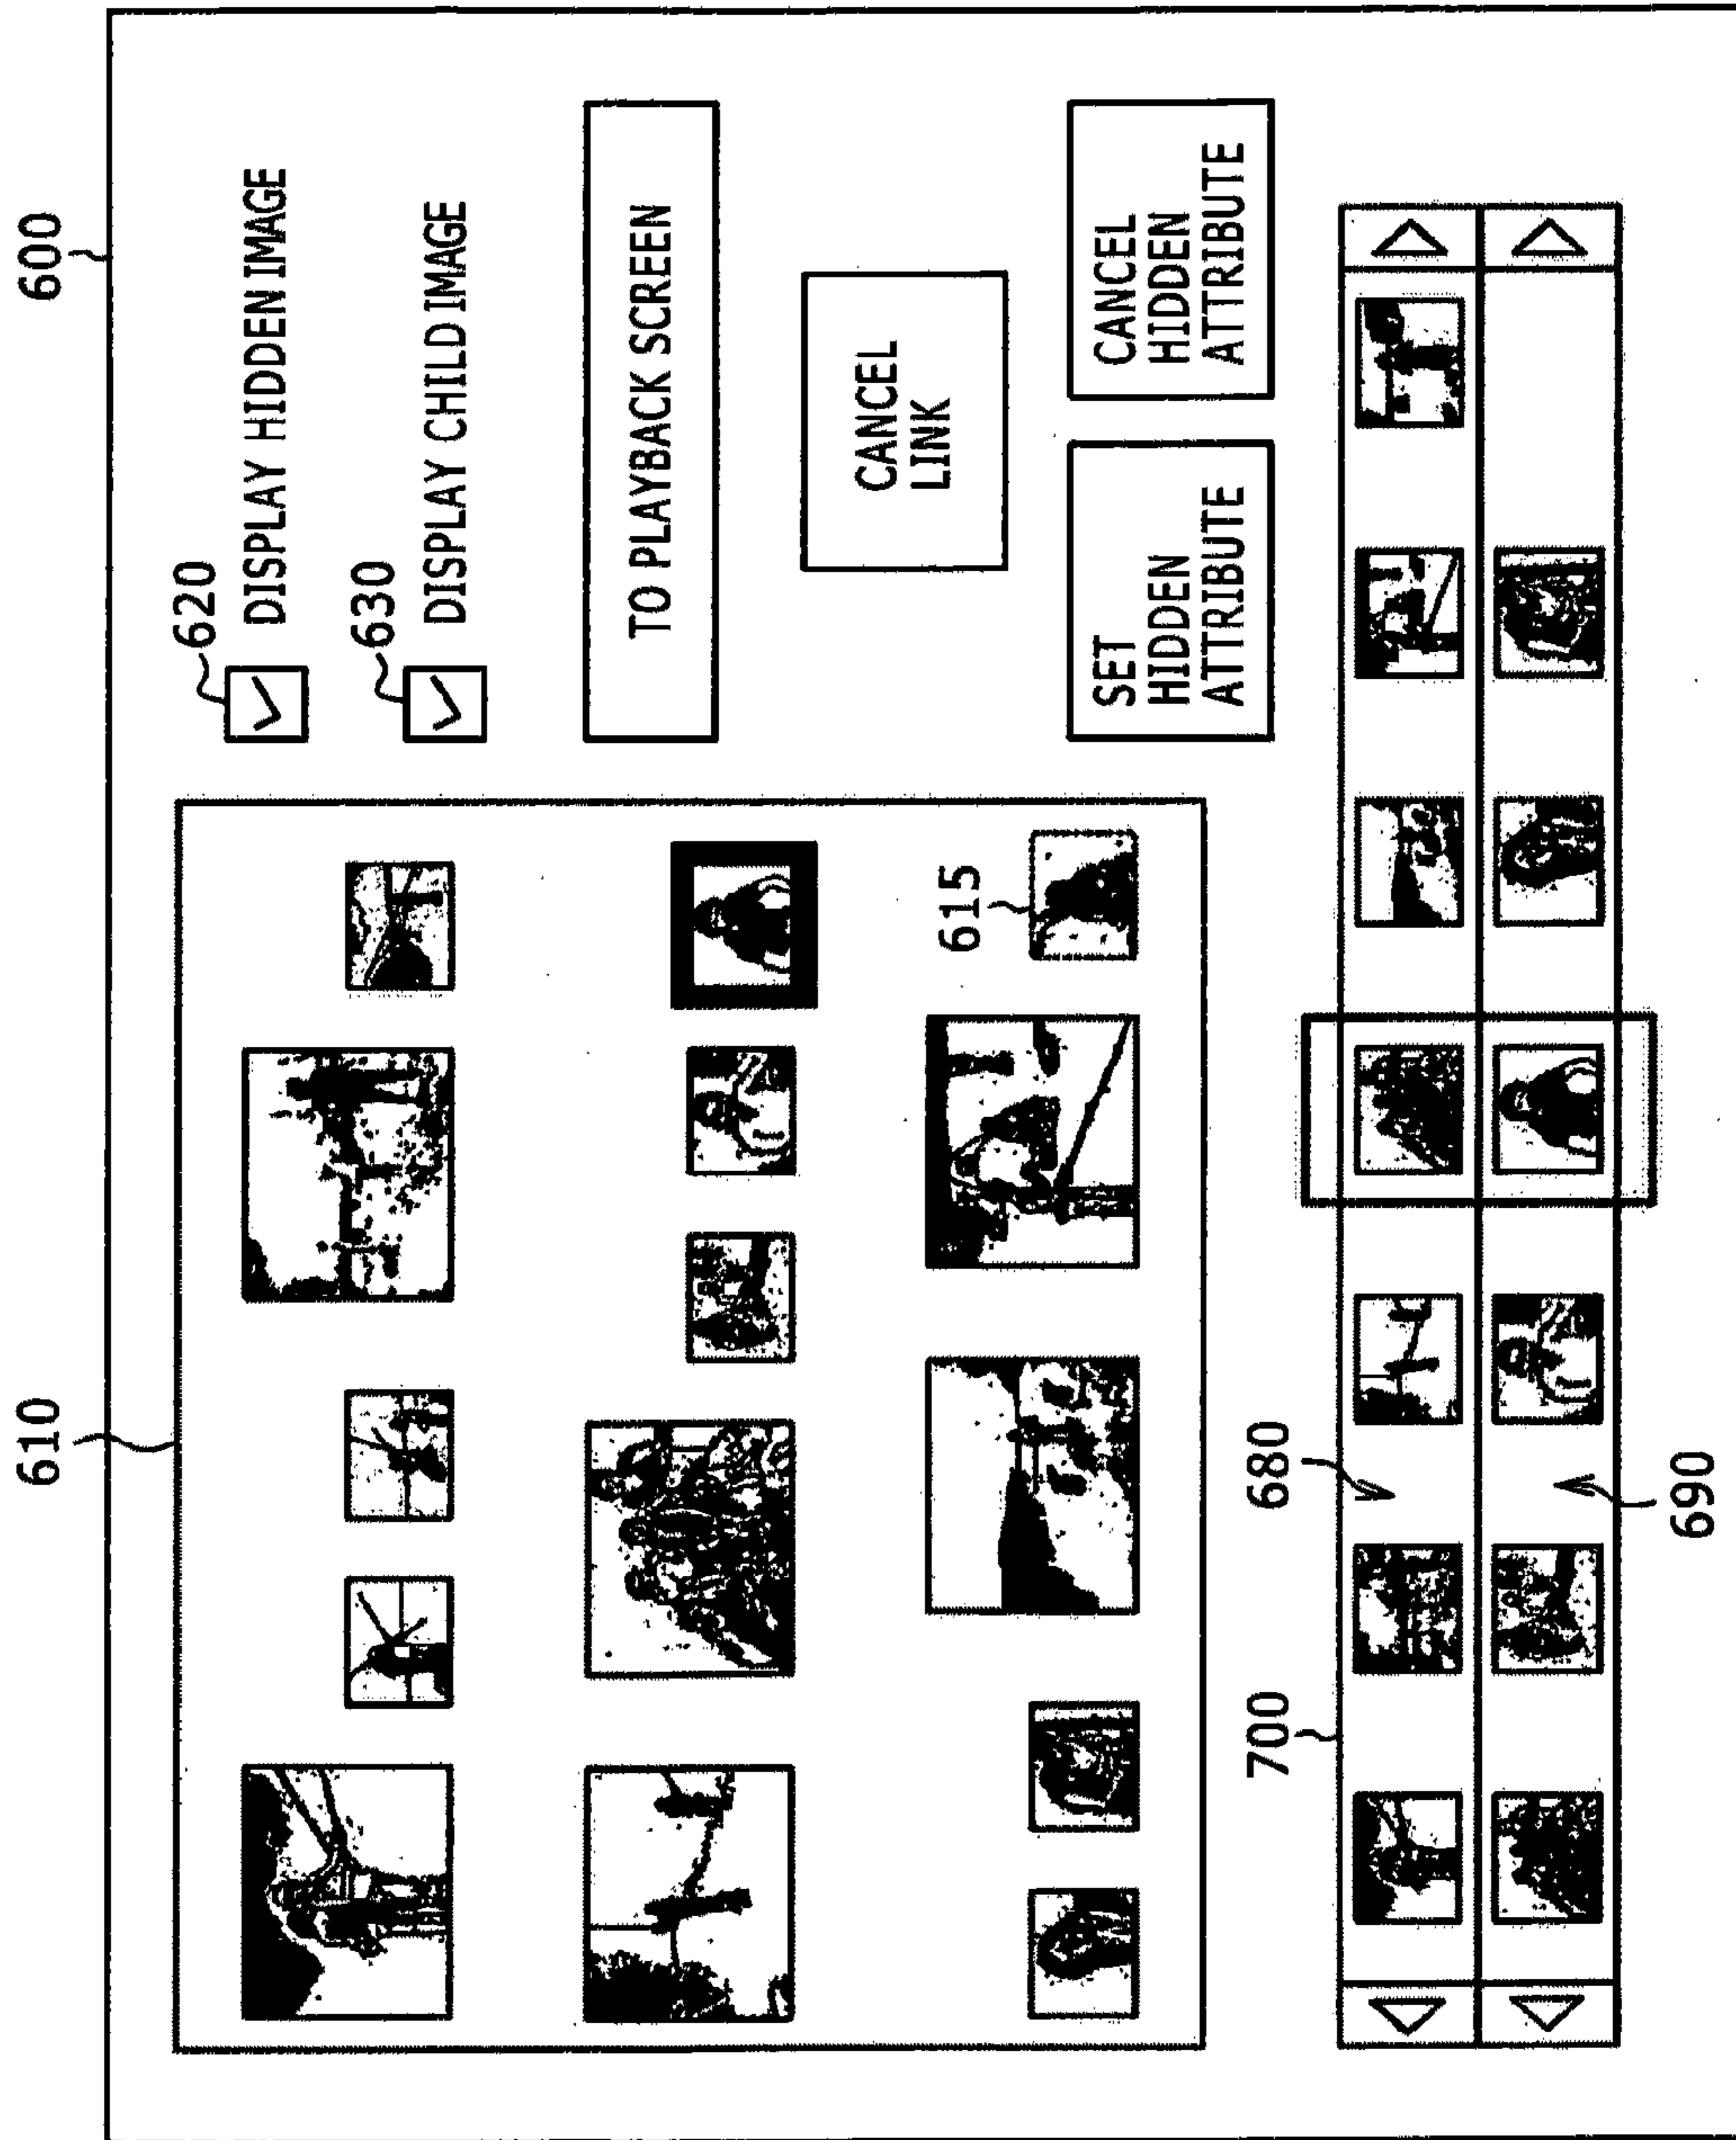 610
600
620
DISPLAY HIDDEN IMAGE
630
DISPLAY CHILD IMAGE
TO PLAYBACK SCREEN
CANCEL
LINK
615
SET
HIDDEN
ATTRIBUTE
CANCEL
HIDDEN
ATTRIBUTE
700
680
690